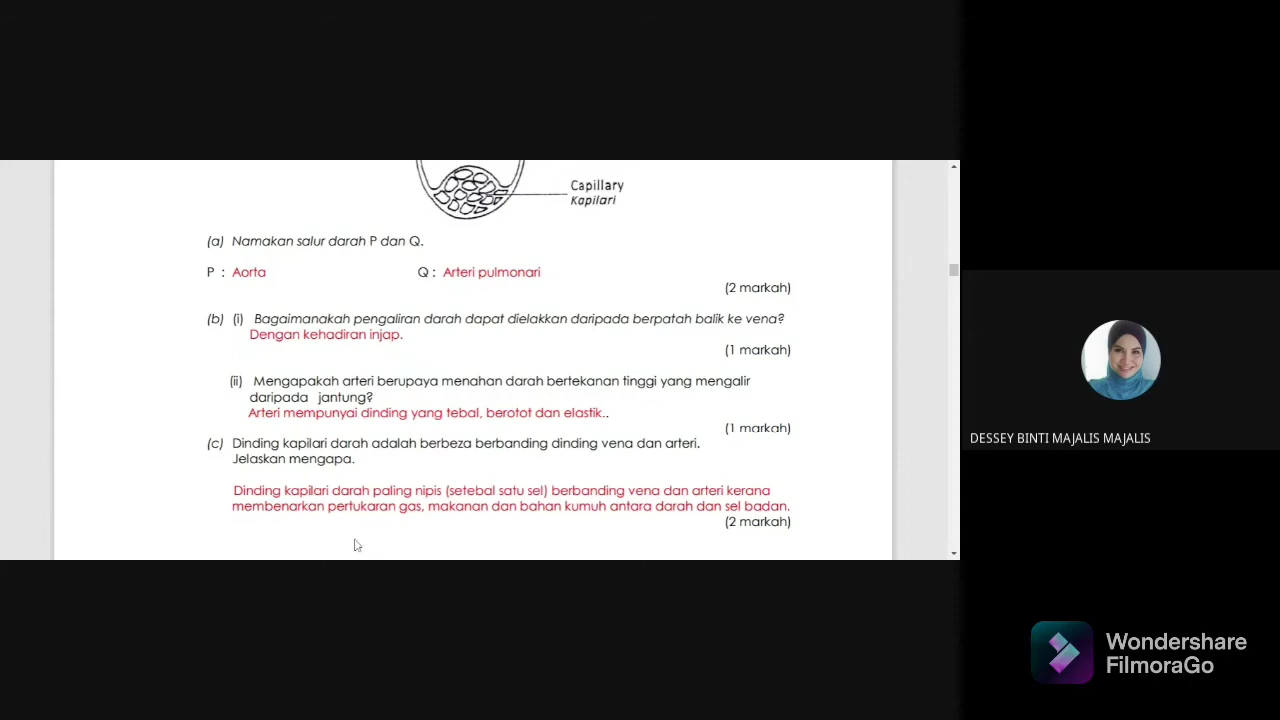 Capillary
Kapilari
(a) Namakan salur darah P dan Q.
P : Aorta Q : Arteri pulmonari
(2 markah)
(b) (i) Bagaimanakah pengaliran darah dapat dielakkan daripada berpatah balik ke vena?
Dengan kehadiran injap.
(1 markah)
(ii) Mengapakah arteri berupaya menahan darah bertekanan tinggi yang mengalir
daripada jantung?
Arteri mempunyai dinding yang tebal, berotot dan elastik..
(1 markah)
(c) Dinding kapilari darah adalah berbeza berbanding dinding vena dan arteri.
Jelaskan mengapa.
Dinding kapilari darah paling nipis (setebal satu sel) berbanding vena dan arteri kerana
membenarkan pertukaran gas, makanan dan bahan kumuh antara darah dan sel badan.
(2 markah)
DESSEY BINTI MAJALIS MAJALIS
Wondershare
FilmoraGo